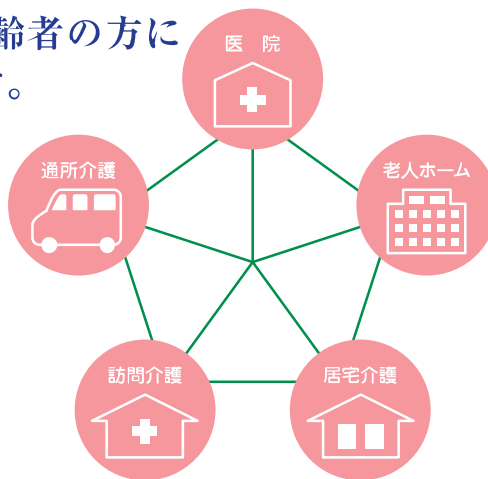 齢者の方に
。
医　院
通所介護
老人ホーム
訪問介護
居宅介護